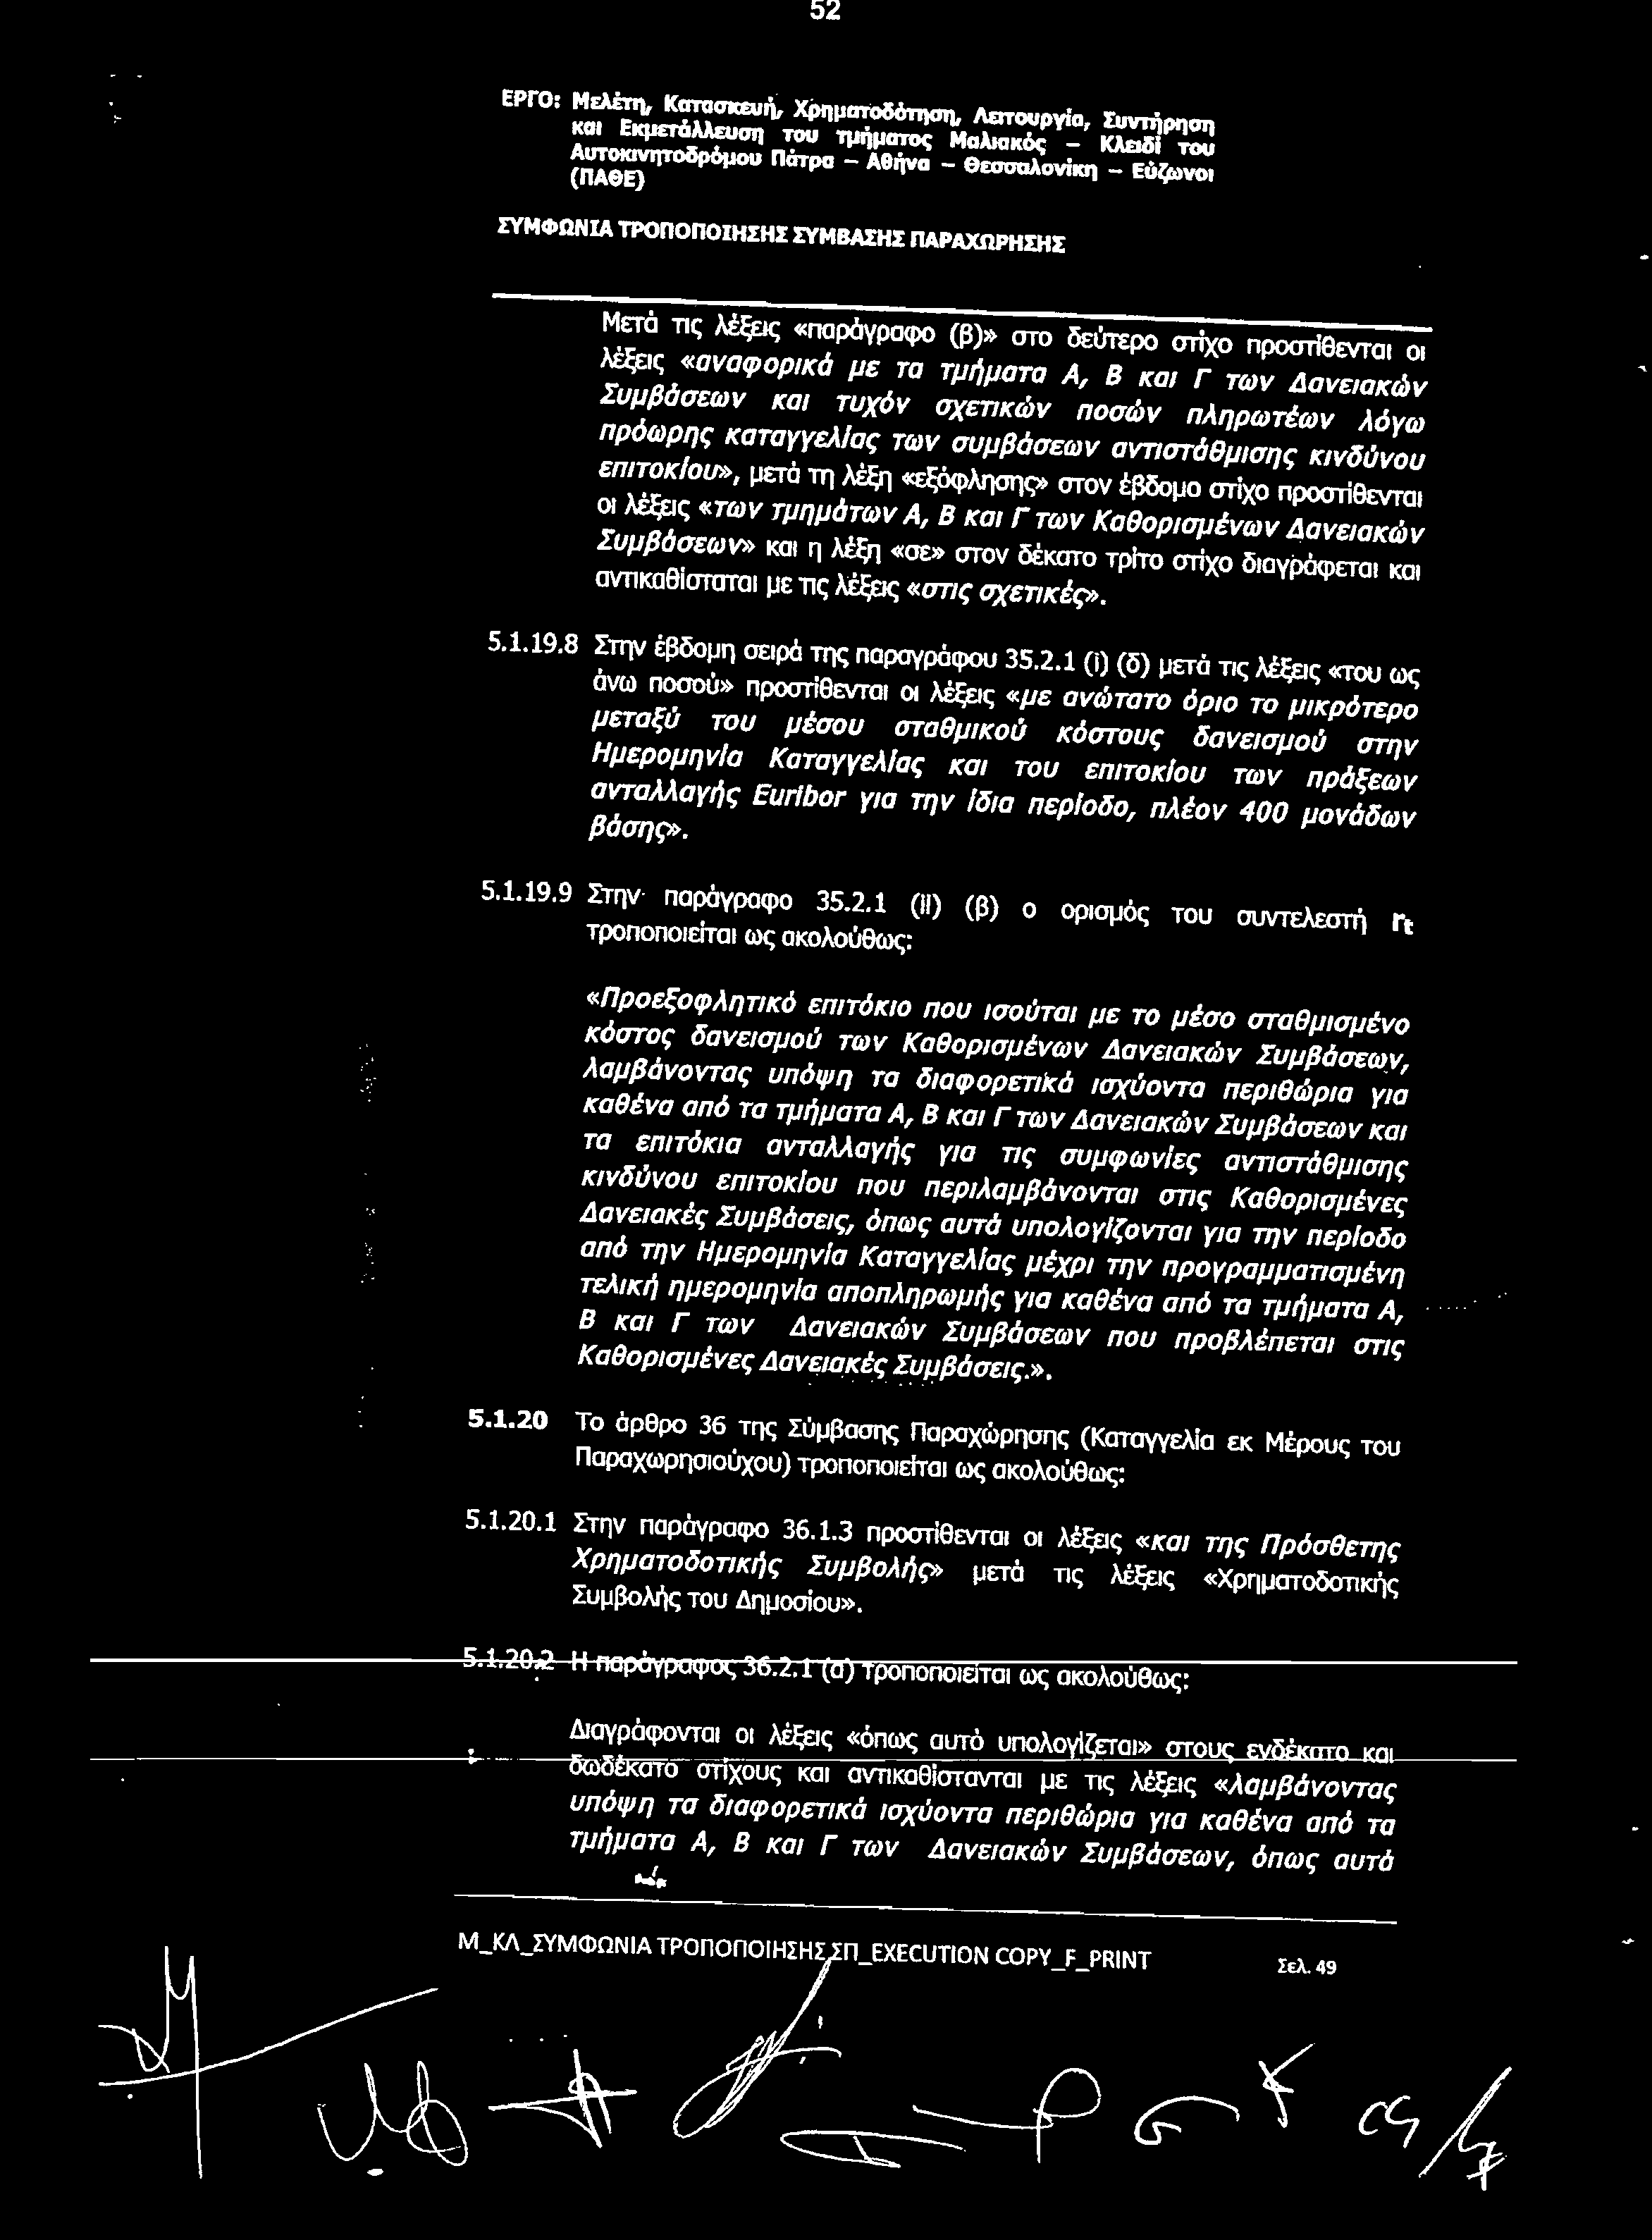 52
ΕΡΓΟ: Μελέτη, Κατασκευή, Χρηματοδότηση, Λειτουργία, Συντήρηση
και Εκμετάλλευση του τμήματος Μαλιακός – Κλειδί του
Αυτοκινητοδρόμου Πάτρα – Αθήνα – Θεσσαλονίκη – Εύζωνοι
(ΠΑΘΕ)
ΣΥΜΦΩΝΙΑ ΤΡΟΠΟΠΟΙΗΣΗΣ ΣΥΜΒΑΣΗΣ ΠΑΡΑΧΩΡΗΣΗΣ
Μετά τις λέξεις «παράγραφο (β)» στο δεύτερο στίχο προστίθενται οι
λέξεις «αναφορικά με τα τμήματα Α, Β και Γ των Δανειακών
Συμβάσεων και τυχόν σχετικών ποσών πληρωτέων λόγω
πρόωρης καταγγελίας των συμβάσεων αντιστάθμισης κινδύνου
επιτοκίου», μετά τη λέξη «εξόφλησης» στον έβδομο στίχο προστίθενται
οι λέξεις «των τμημάτων Α, Β και Γ των Καθορισμένων Δανειακών
Συμβάσεων» και η λέξη «σε» στον δέκατο τρίτο στίχο διαγράφεται και
αντικαθίσταται με τις λέξεις «στις σχετικές».
5.1.19.8 Στην έβδομη σειρά της παραγράφου 35.2.1 (i) (δ) μετά τις λέξεις «του ως
άνω ποσού» προστίθενται οι λέξεις «με ανώτατο όριο το μικρότερο
μεταξύ του μέσου σταθμικού κόστους δανεισμού στην
Ημερομηνία Καταγγελίας και του επιτοκίου των πράξεων
ανταλλαγής Euribor για την ίδια περίοδο, πλέον 400 μονάδων
βάσης».
5.1.19.9 Στην παράγραφο 35.2.1 (ii) (β) ο ορισμός του συντελεστή rt
τροποποιείται ως ακολούθως:
«Προεξοφλητικό επιτόκιο που ισούται με το μέσο σταθμισμένο
κόστος δανεισμού των Καθορισμένων Δανειακών Συμβάσεων,
λαμβάνοντας υπόψη τα διαφορετικά ισχύοντα περιθώρια για
καθένα από τα τμήματα Α, Β και Γ των Δανειακών Συμβάσεων και
τα επιτόκια ανταλλαγής για τις συμφωνίες αντιστάθμισης
κινδύνου επιτοκίου που περιλαμβάνονται στις Καθορισμένες
Δανειακές Συμβάσεις, όπως αυτά υπολογίζονται για την περίοδο
από την Ημερομηνία Καταγγελίας μέχρι την προγραμματισμένη
τελική ημερομηνία αποπληρωμής για καθένα από τα τμήματα Α,
Β και Γ των Δανειακών Συμβάσεων που προβλέπεται στις
Καθορισμένες Δανειακές Συμβάσεις.».
5.1.20 Το άρθρο 36 της Σύμβασης Παραχώρησης (Καταγγελία εκ Μέρους του
Παραχωρησιούχου) τροποποιείται ως ακολούθως:
5.1.20.1 Στην παράγραφο 36.1.3 προστίθενται οι λέξεις «και της Πρόσθετης
Χρηματοδοτικής Συμβολής» μετά τις λέξεις «Χρηματοδοτικής
Συμβολής του Δημοσίου».
5.1.20.2 Η παράγραφος 36.2.1 (α) τροποποιείται ως ακολούθως:
Διαγράφονται οι λέξεις «όπως αυτό υπολογίζεται» στους ενδέκατο και
δωδέκατο στίχους και αντικαθίστανται με τις λέξεις «λαμβάνοντας
υπόψη τα διαφορετικά ισχύοντα περιθώρια για καθένα από τα
τμήματα Α, Β και Γ των Δανειακών Συμβάσεων, όπως αυτά
Μ_ΚΛ_ΣΥΜΦΩΝΙΑ ΤΡΟΠΟΠΟΙΗΣΗΣ ΣΠ_EXECUTION COPY_F_PRINT Σελ. 49